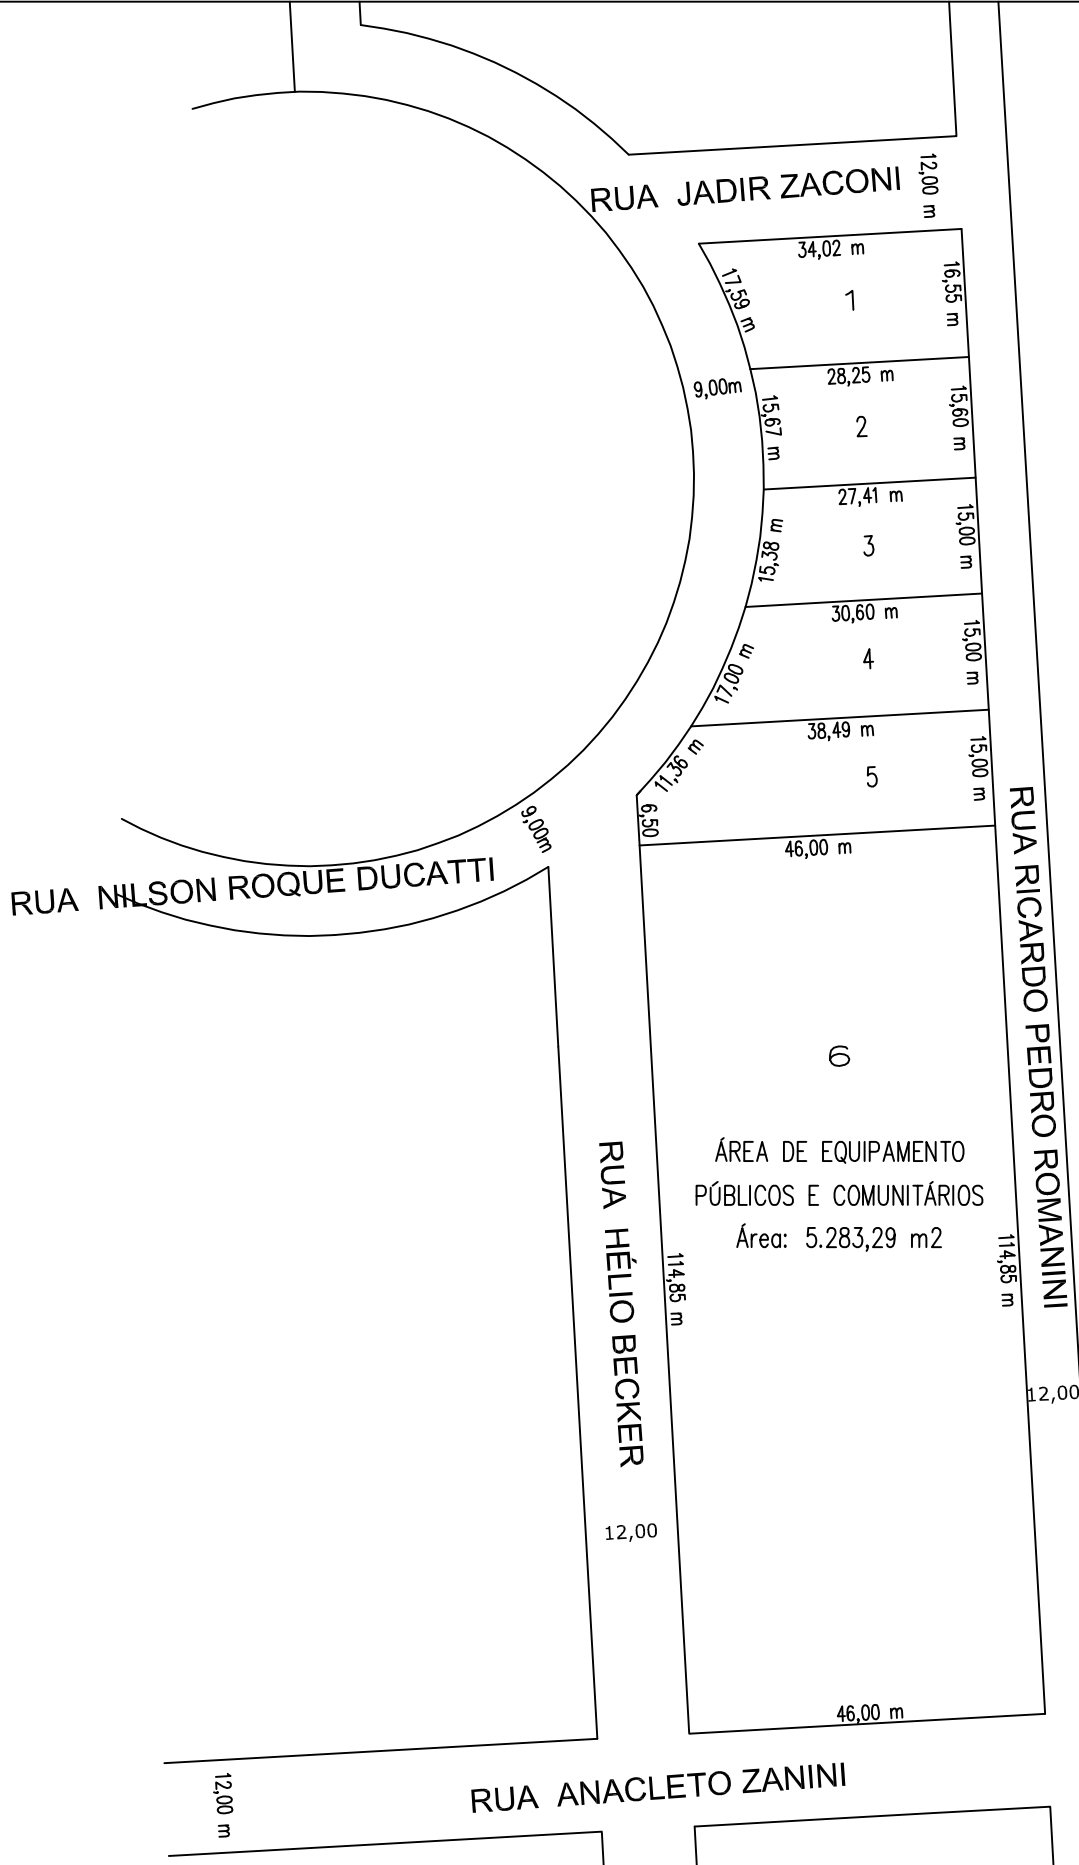 RUA JADIR ZACONI
12,00 m
34,02 m
17,59 m
1
16,55 m
28,25 m
9,00m
15,67 m
2
15,60 m
27,41 m
15,38 m
3
15,00 m
30,60 m
17,00 m
4
15,00 m
38,49 m
11,36 m
5
15,00 m
6,50
46,00 m
9,00m
RUA NILSON ROQUE DUCATTI
RUA RICARDO PEDRO ROMANINI
6
ÁREA DE EQUIPAMENTO
PÚBLICOS E COMUNITÁRIOS
Área: 5.283,29 m2
RUA HÉLIO BECKER
114,85 m
114,85 m
12,00
12,00
46,00 m
RUA ANACLETO ZANINI
12,00 m